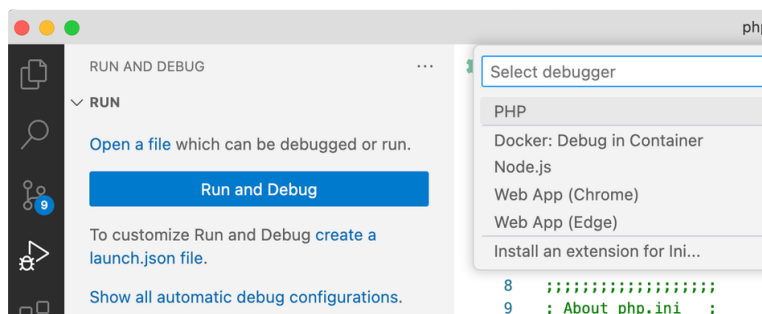 php
RUN AND DEBUG
...
RUN
Open a file which can be debugged or run.
Run and Debug
To customize Run and Debug create a
launch.json file.
Show all automatic debug configurations.
9
Select debugger
PHP
Docker: Debug in Container
Node.js
Web App (Chrome)
Web App (Edge)
Install an extension for Ini...
8 ;;;;;;;;;;;;;;;;;;;
9 ; About php.ini ;